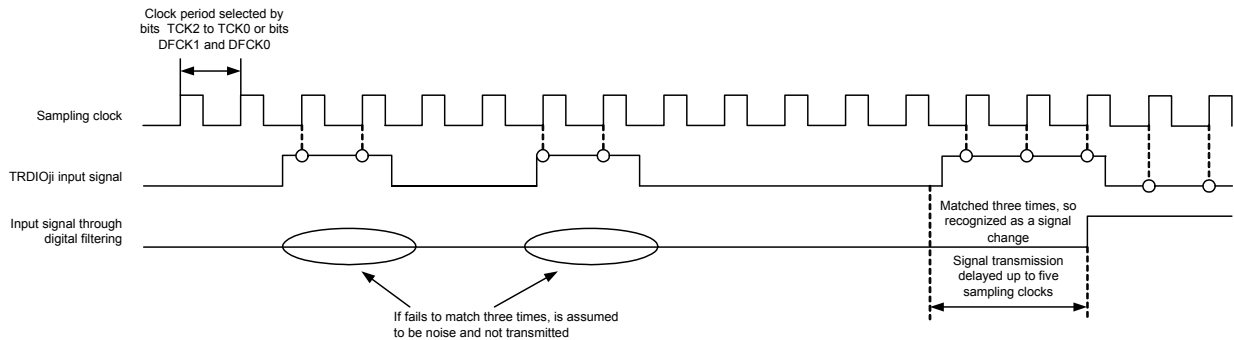 Clock period selected by
bits TCK2 to TCK0 or bits
DFCK1 and DFCK0
Sampling clock
TRDIOji input signal
Input signal through
digital filtering
Matched three times, so
recognized as a signal
change
Signal transmission
delayed up to five
sampling clocks
If fails to match three times, is assumed
to be noise and not transmitted